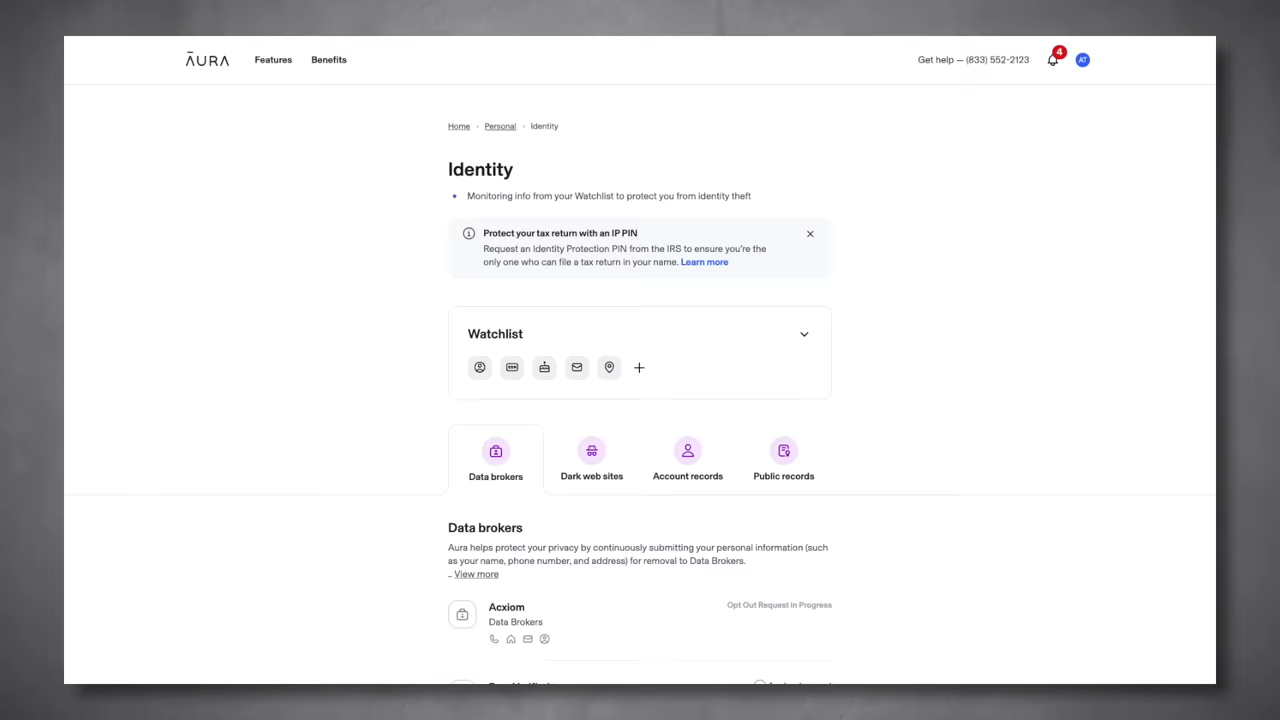 ĀURA Features Benefits Get help — (833) 552-2123 4 AT
Home Personal Identity
Identity
Monitoring info from your Watchlist to protect you from identity theft
Protect your tax return with an IP PIN
Request an Identity Protection PIN from the IRS to ensure you're the
only one who can file a tax return in your name. Learn more
Watchlist
Data brokers Dark web sites Account records Public records
Data brokers
Aura helps protect your privacy by continuously submitting your personal information (such
as your name, phone number, and address) for removal to Data Brokers.
.. View more
Acxiom Opt Out Request in Progress
Data Brokers